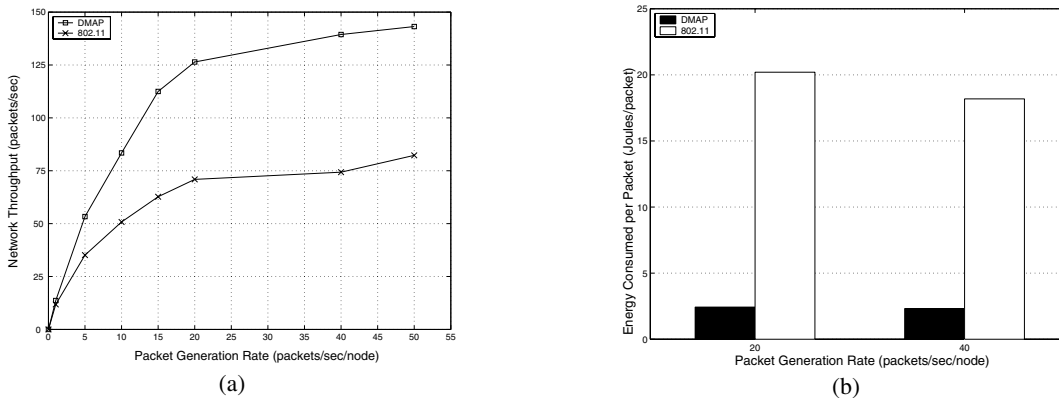 DMAP
802.11
150
125
100
75
50
25
0
Network Throughput (packets/sec)
0 5 10 15 20 25 30 35 40 45 50 55
Packet Generation Rate (packets/sec/node)
(a)
DMAP
802.11
25
20
15
10
5
0
Energy Consumed per Packet (Joules/packet)
20 40
Packet Generation Rate (packets/sec/node)
(b)